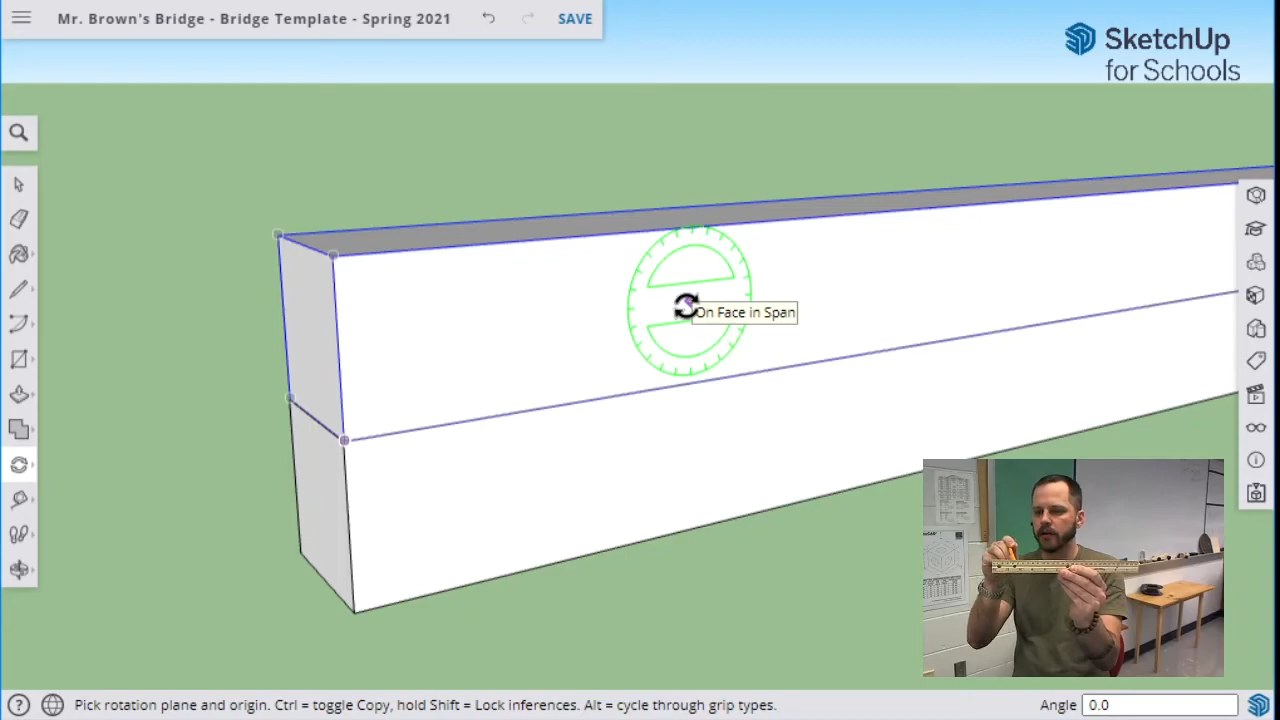 Mr. Brown's Bridge - Bridge Template - Spring 2021
SAVE
SketchUp
for Schools
On Face in Span
Pick rotation plane and origin. Ctrl = toggle Copy, hold Shift = Lock inferences. Alt = cycle through grip types.
Angle
0.0